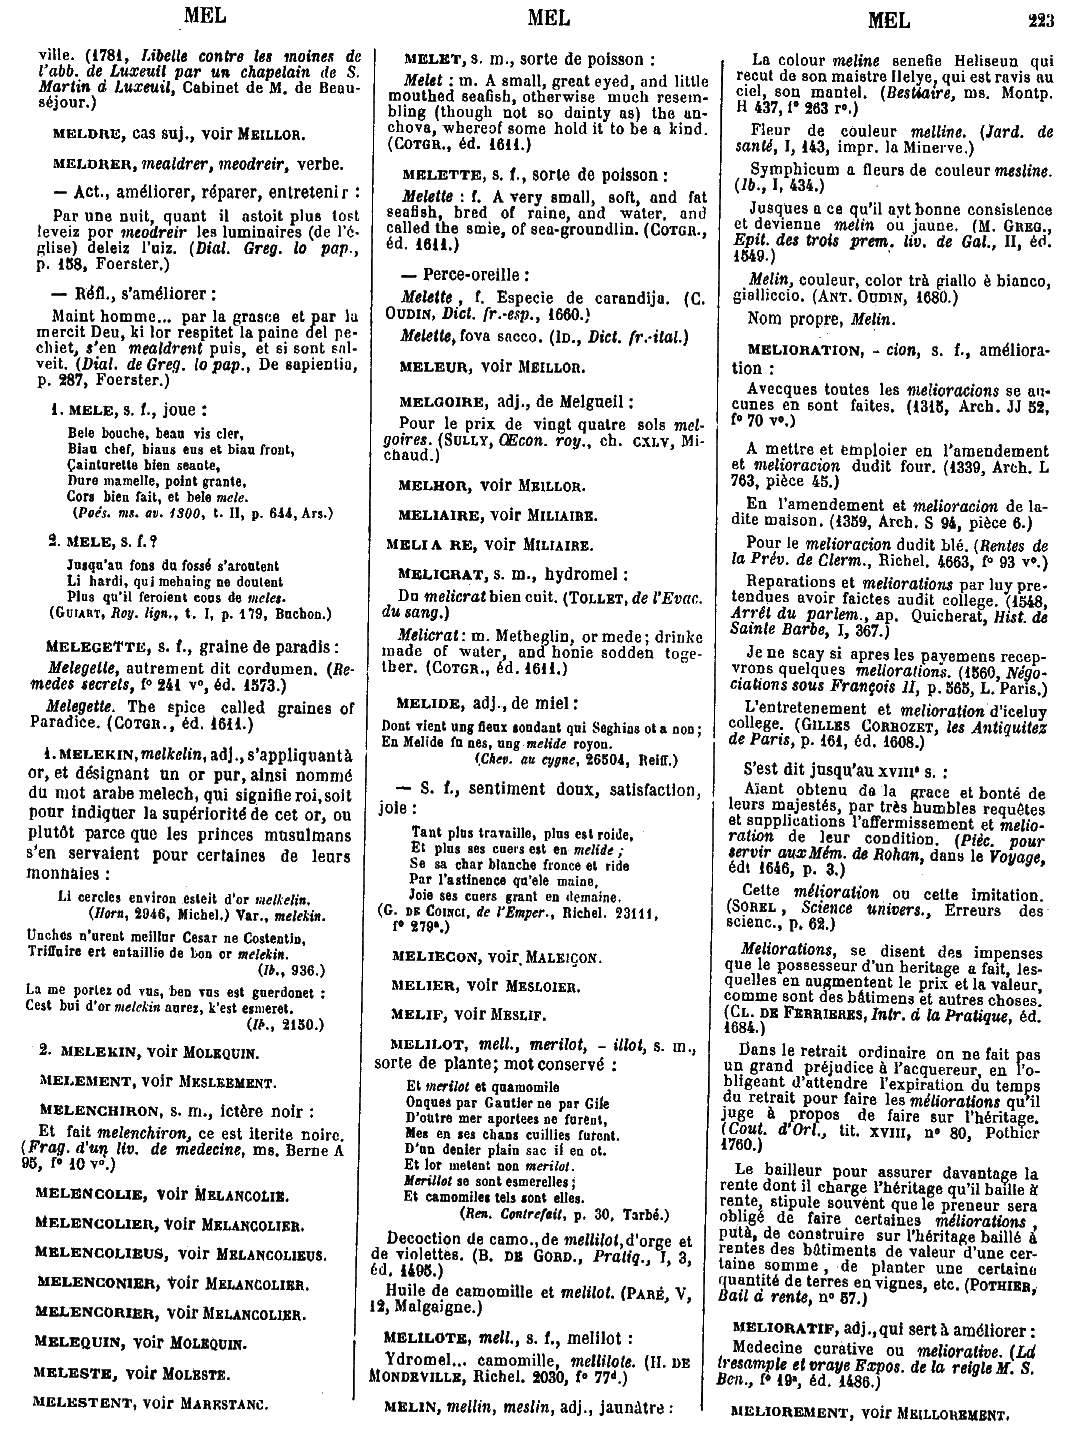 MEL
MEL
MEL
223
ville. (1781, Libelle contre les moines de
l'abb. de Luxeuil par un chapelain de S.
Martin à Luxeuil, Cabinet de M. de Beau-
séjour.)
MELDRE, cas suj., voir MEILLOR.
MELDRER, mealdrer, meodreir, verbe.
— Act., améliorer, réparer, entretenir :
Par une nuit, quant il astoit plus tost
leveiz por meodreir les luminaires (de l'é-
glise) deleiz l'uiz. (Dial. Greg. lo pap.,
p. 158, Foerster.)
— Réfl., s'améliorer :
Maint homme... par la grasce et par la
mercit Deu, ki lor respitet la paine del pe-
chiet, s'en mealdrent puis, et si sont sal-
veit. (Dial. de Greg. lo pap., De sapientia,
p. 287, Foerster.)
1. MELE, s. f., joue :
Bele bouche, beau vis cler,
Biau chef, biaus eus et biau front,
Çainturette bien seante,
Dure mamelle, point grante,
Cors bien fait, et bele mele.
(Poés. ms. av. 1300, t. II, p. 644, Ars.)
2. MELE, s. f.?
Jusqu'au fons du fossé s'aroutent
Li hardi, qui mehaing ne doutent
Plus qu'il feroient cous de meles.
(GUIART, Roy. lign., t. I, p. 179, Buchon.)
MELEGETTE, s. f., graine de paradis :
Melegette, autrement dit cordumen. (Re-
medes secrets, f° 241 v°, éd. 1573.)
Melegette. The spice called graines of
Paradice. (COTGR., éd. 1611.)
1. MELEKIN, melkelin, adj., s'appliquant à
or, et désignant un or pur, ainsi nommé
du mot arabe melech, qui signifie roi, soit
pour indiquer la supériorité de cet or, ou
plutôt parce que les princes musulmans
s'en servaient pour certaines de leurs
monnaies :
Li cercles environ esteit d'or melkelin.
(Horn, 2946, Michel.) Var., melekin.
Unches n'urent meillur Cesar ne Costentin,
Triffuire ert entaillie de bon or melekin.
(Ib., 936.)
La me portez od vus, ben vus est guerdonet :
Cest bui d'or melekin aurez, k'est esmeret.
(Ib., 2150.)
2. MELEKIN, voir MOLEQUIN.
MELEMENT, voir MESLEEMENT.
MELENCHIRON, s. m., ictère noir :
Et fait melenchiron, ce est iterite noire.
(Frag. d'un liv. de medecine, ms. Berne A
95, f° 10 v°.)
MELENCOLIE, voir MELANCOLIE.
MELENCOLIER, voir MELANCOLIER.
MELENCOLIEUS, voir MELANCOLIEUS.
MELENCONIER, voir MELANCOLIER.
MELENCORIER, voir MELANCOLIER.
MELEQUIN, voir MOLEQUIN.
MELESTE, voir MOLESTE.
MELESTENT, voir MARESTANC.
MELET, s. m., sorte de poisson :
Melet : m. A small, great eyed, and little
mouthed seafish, otherwise much resem-
bling (though not so dainty as) the an-
chova, whereof some hold it to be a kind.
(COTGR., éd. 1611.)
MELETTE, s. f., sorte de poisson :
Melette : f. A very small, soft, and fat
seafish, bred of raine, and water, and
called the smie, of sea-groundlin. (COTGR.,
éd. 1611.)
— Perce-oreille :
Melette, f. Especie de carandija. (C.
OUDIN, Dict. fr.-esp., 1660.)
Melette, fova sacco. (ID., Dict. fr.-ital.)
MELEUR, voir MEILLOR.
MELGOIRE, adj., de Melgueil :
Pour le prix de vingt quatre sols mel-
goires. (SULLY, Œcon. roy., ch. CXLV, Mi-
chaud.)
MELHOR, voir MEILLOR.
MELIAIRE, voir MILIAIRE.
MELIA RE, voir MILIAIRE.
MELICRAT, s. m., hydromel :
Du melicrat bien cuit. (TOLLET, de l'Evac.
du sang.)
Melicrat : m. Metheglin, or mede; drinke
made of water, and honie sodden toge-
ther. (COTGR., éd. 1611.)
MELIDE, adj., de miel :
Dont vient ung fieux sondant qui Seghins ot a non ;
En Melide fu nes, ung melide royon.
(Chev. au cygne, 26504, Reiff.)
— S. f., sentiment doux, satisfaction,
joie :
Tant plus travaille, plus est roide,
Et plus ses cuers est en melide ;
Se sa char blanche fronce et ride
Par l'astinence qu'ele maine,
Joie ses cuers grant en demaine.
(G. DE COINCI, de l'Emper., Richel. 23111,
f° 279ᵃ.)
MELIECON, voir MALEIÇON.
MELIER, voir MESLOIER.
MELIF, voir MESLIF.
MELILOT, mell., merilot, - illot, s. m.,
sorte de plante; mot conservé :
Et merilot et quamomile
Onques par Gautier ne par Gile
D'outre mer aportees ne furent,
Mes en ses chans cuillies furent.
D'un denier plain sac il en ot.
Et lor metent non merilot.
Merillot se sont esmerelles ;
Et camomiles tels sont elles.
(Ren. Contrefait, p. 30, Tarbé.)
Decoction de camo., de mellilot, d'orge et
de violettes. (B. DE GORD., Pratiq., I, 3,
éd. 1495.)
Huile de camomille et melilot. (PARÉ, V,
12, Malgaigne.)
MELILOTE, mell., s. f., melilot :
Ydromel... camomille, mellilote. (H. DE
MONDEVILLE, Richel. 2030, f° 77ᵈ.)
MELIN, mellin, meslin, adj., jaunâtre :
La colour meline senefie Heliseun qui
recut de son maistre Helye, qui est ravis au
ciel, son mantel. (Bestiaire, ms. Montp.
H 437, f° 263 r°.)
Fleur de couleur melline. (Jard. de
santé, I, 143, impr. la Minerve.)
Symphicum a fleurs de couleur mesline.
(Ib., I, 434.)
Jusques a ce qu'il ayt bonne consistence
et devienne melin ou jaune. (M. GREG.,
Epit. des trois prem. liv. de Gal., II, éd.
1549.)
Melin, couleur, color trà giallo è bianco,
gialliccio. (ANT. OUDIN, 1680.)
Nom propre, Melin.
MELIORATION, - cion, s. f., améliora-
tion :
Avecques toutes les melioracions se au-
cunes en sont faites. (1315, Arch. JJ 52,
f° 70 v°.)
A mettre et emploier en l'amendement
et melioracion dudit four. (1339, Arch. L
763, pièce 45.)
En l'amendement et melioracion de la-
dite maison. (1359, Arch. S 94, pièce 6.)
Pour le melioracion dudit blé. (Rentes de
la Prév. de Clerm., Richel. 4663, f° 93 v°.)
Reparations et meliorations par luy pre-
tendues avoir faictes audit college. (1548,
Arrêt du parlem., ap. Quicherat, Hist. de
Sainte Barbe, I, 367.)
Je ne scay si apres les payemens recep-
vrons quelques meliorations. (1560, Négo-
ciations sous François II, p. 565, L. Paris.)
L'entretenement et melioration d'iceluy
college. (GILLES CORROZET, les Antiquitez
de Paris, p. 161, éd. 1608.)
S'est dit jusqu'au XVIIIᵉ s. :
Aiant obtenu de la grace et bonté de
leurs majestés, par très humbles requêtes
et supplications l'affermissement et melio-
ration de leur condition. (Pièc. pour
servir aux Mém. de Rohan, dans le Voyage,
édt 1646, p. 3.)
Cette mélioration ou cette imitation.
(SOREL, Science univers., Erreurs des
scienc., p. 62.)
Meliorations, se disent des impenses
que le possesseur d'un heritage a fait, les-
quelles en augmentent le prix et la valeur,
comme sont des bâtimens et autres choses.
(CL. DE FERRIERES, Intr. à la Pratique, éd.
1684.)
Dans le retrait ordinaire on ne fait pas
un grand préjudice à l'acquereur, en l'o-
bligeant d'attendre l'expiration du temps
du retrait pour faire les méliorations qu'il
juge à propos de faire sur l'héritage.
(Cout. d'Orl., tit. XVIII, n° 80, Pothier
1760.)
Le bailleur pour assurer davantage la
rente dont il charge l'héritage qu'il baille à
rente, stipule souvent que le preneur sera
obligé de faire certaines méliorations,
putà, de construire sur l'héritage baillé à
rentes des bâtiments de valeur d'une cer-
taine somme, de planter une certaine
quantité de terres en vignes, etc. (POTHIER,
Bail à rente, n° 57.)
MELIORATIF, adj., qui sert à améliorer :
Medecine curative ou meliorative. (Ld
tresample et vraye Expos. de la reigle M. S.
Ben., f° 19ᵃ, éd. 1486.)
MELIOREMENT, voir MEILLOREMENT.